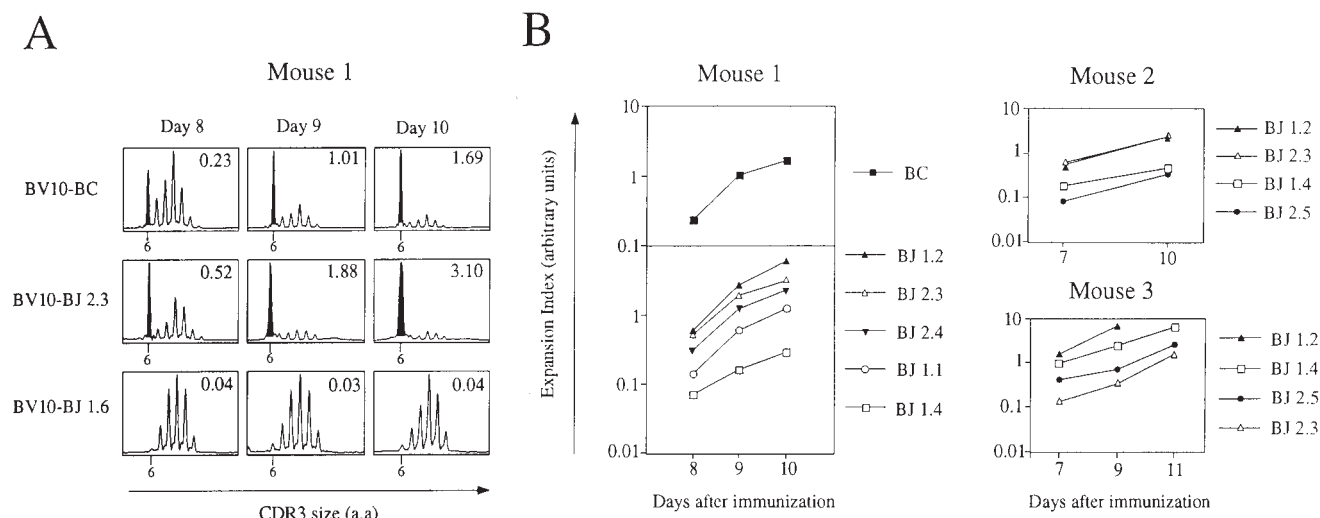 A
Mouse 1
Day 8 Day 9 Day 10
BV10-BC 0.23 1.01 1.69
6 6 6
BV10-BJ 2.3 0.52 1.88 3.10
6 6 6
BV10-BJ 1.6 0.04 0.03 0.04
6 6 6
CDR3 size (a.a)
B
Expansion Index (arbitrary units)
Mouse 1
10
1
0.1
1
0.1
0.01
8 9 10
Days after immunization
BC
BJ 1.2
BJ 2.3
BJ 2.4
BJ 1.1
BJ 1.4
Mouse 2
10
1
0.1
0.01
7 10
BJ 1.2
BJ 2.3
BJ 1.4
BJ 2.5
Mouse 3
10
1
0.1
0.01
7 9 11
Days after immunization
BJ 1.2
BJ 1.4
BJ 2.5
BJ 2.3